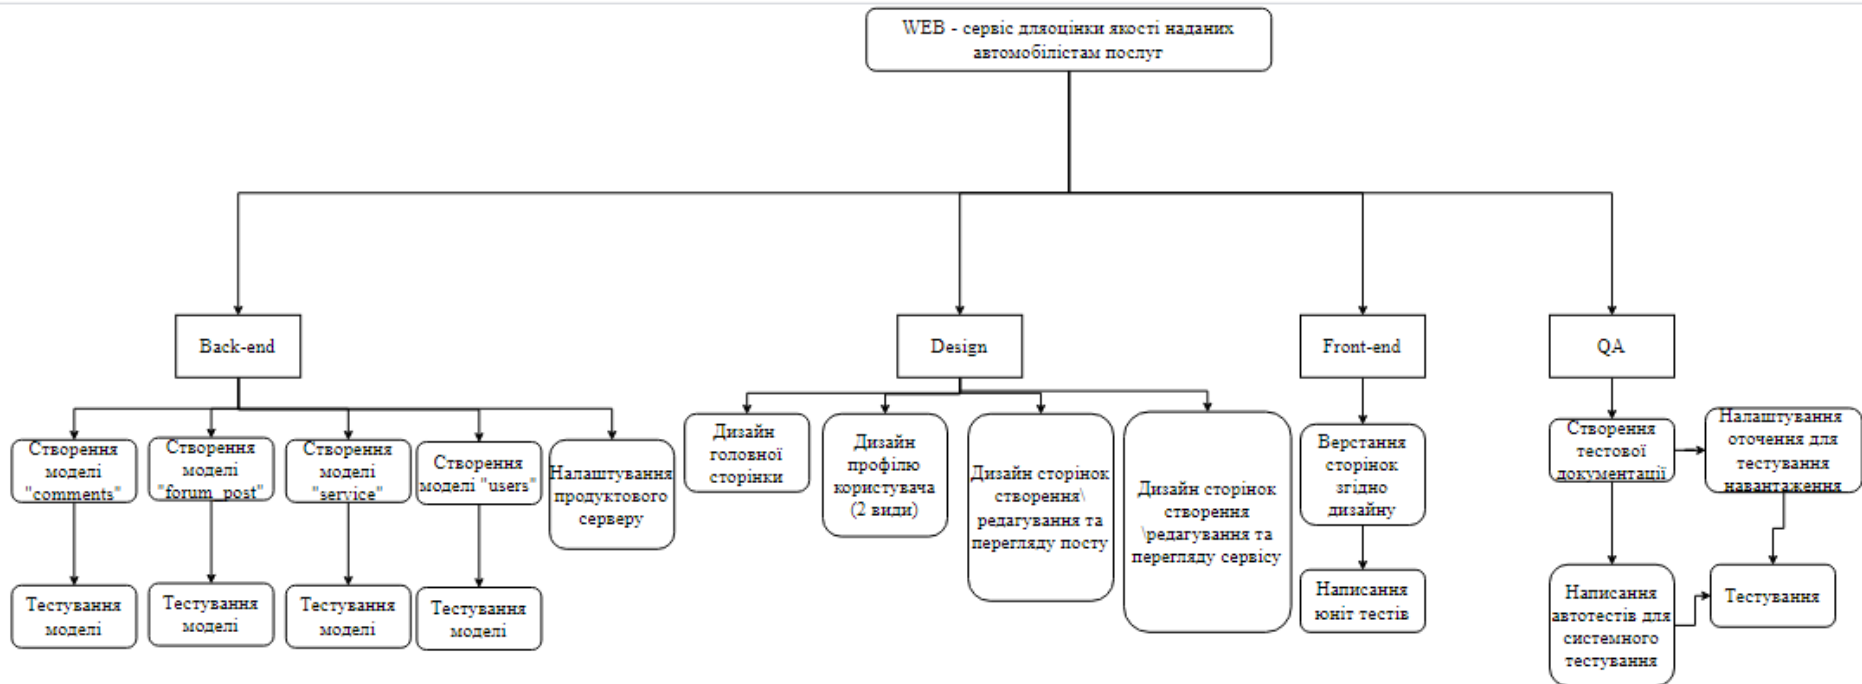 WEB - сервіс дляоцінки якості наданих
автомобілістам послуг
Back-end
Design
Front-end
QA
Створення
моделі
"comments"
Створення
моделі
"forum_post"
Створення
моделі
"service"
Створення
моделі "users"
Налаштування
продуктового
серверу
Дизайн
головної
сторінки
Дизайн
профілю
користувача
(2 види)
Дизайн сторінок
створення\
редагування та
перегляду посту
Дизайн сторінок
створення
\редагування та
перегляду сервісу
Верстання
сторінок
згідно
дизайну
Створення
тестової
документації
Налаштування
оточення для
тестування
навантаження
Тестування
моделі
Тестування
моделі
Тестування
моделі
Тестування
моделі
Написання
юніт тестів
Написання
автотестів для
системного
тестування
Тестування